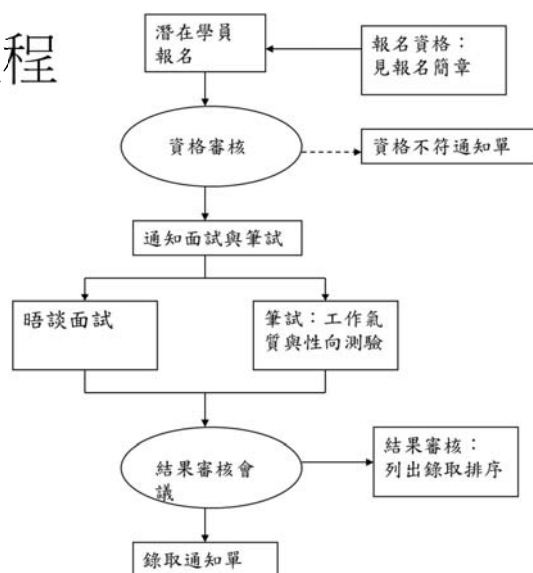 程
潛在學員
報名
報名資格：
見報名簡章
資格審核
資格不符通知單
通知面試與筆試
晤談面試
筆試：工作氣
質與性向測驗
結果審核會
議
結果審核：
列出錄取排序
錄取通知單